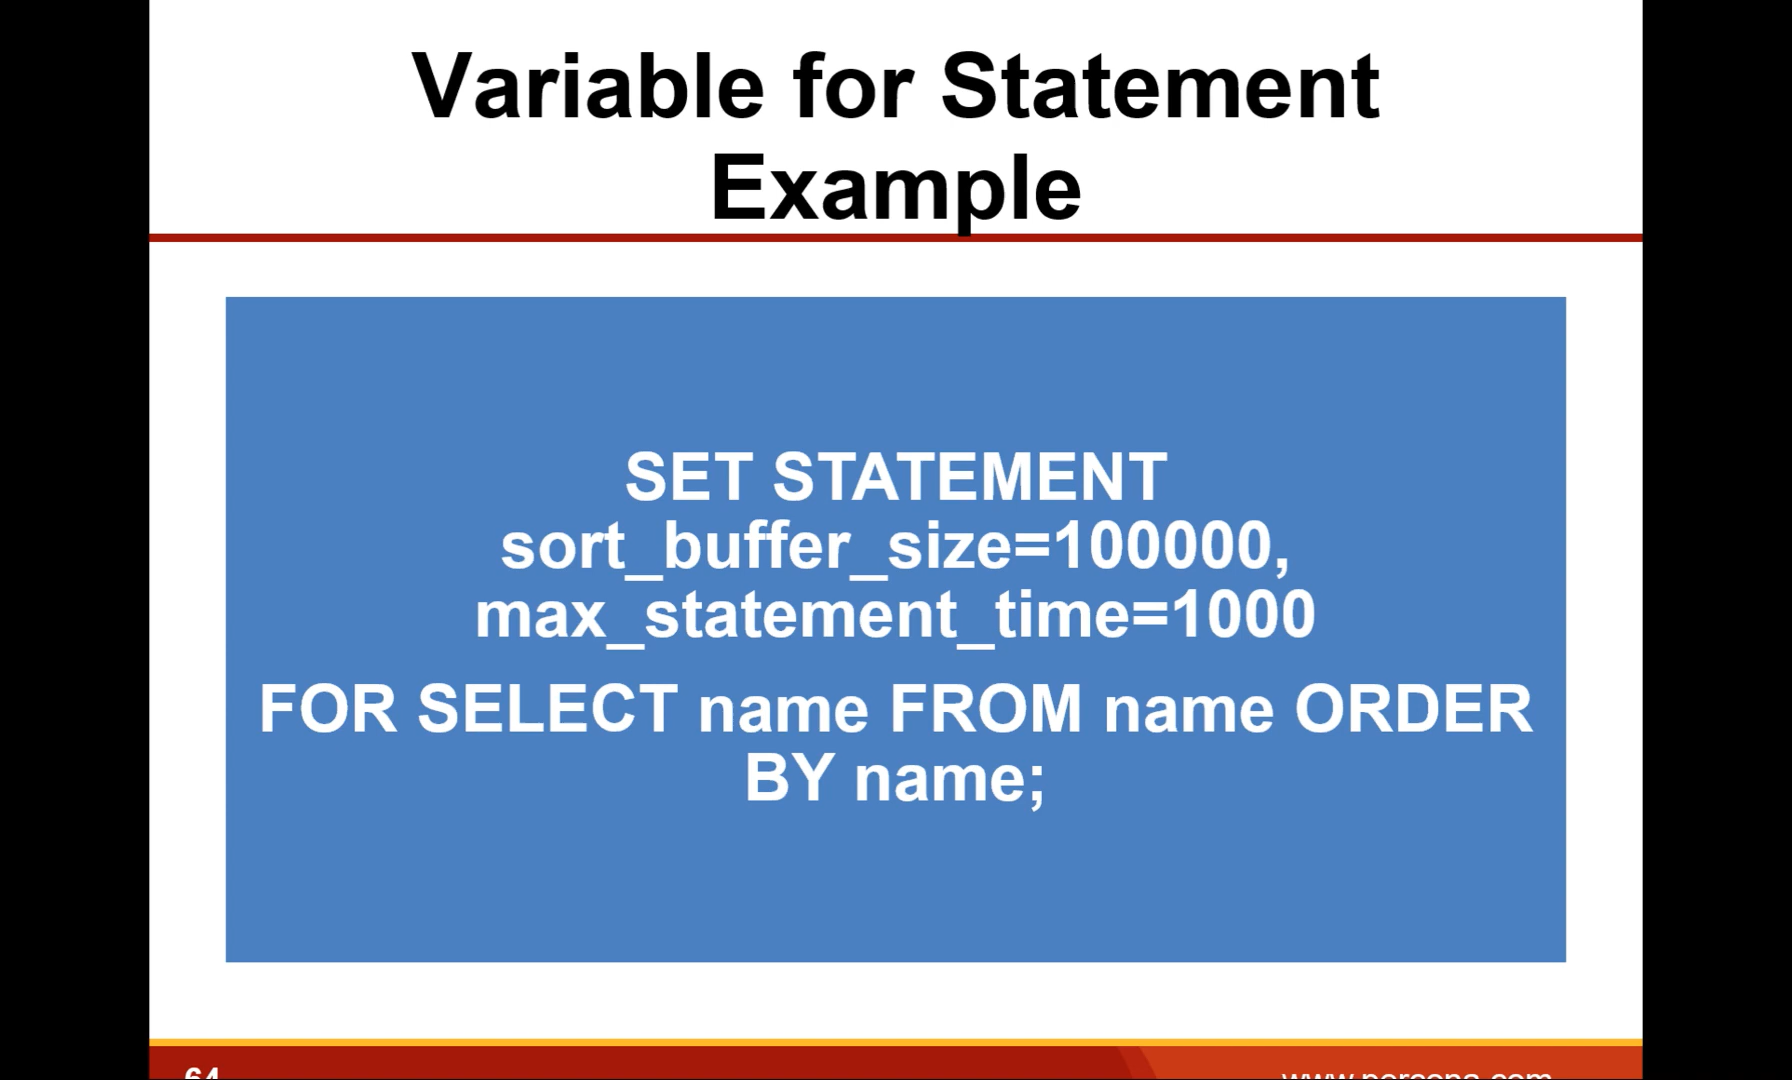 Variable for Statement
Example
SET STATEMENT
sort_buffer_size=100000,
max_statement_time=1000
FOR SELECT name FROM name ORDER
BY name;
64
www.percona.com